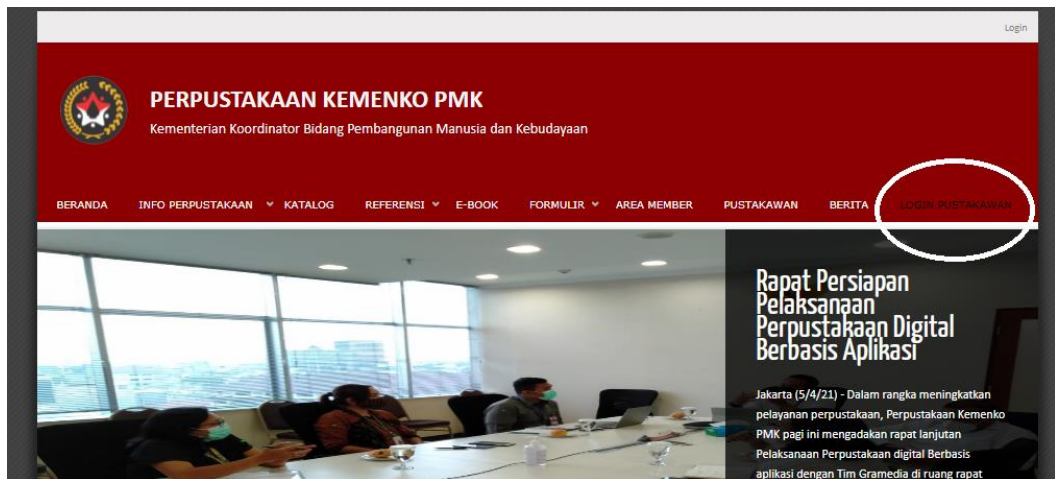 Login
PERPUSTAKAAN KEMENKO PMK
Kementerian Koordinator Bidang Pembangunan Manusia dan Kebudayaan
BERANDA INFO PERPUSTAKAAN KATALOG REFERENSI E-BOOK FORMULIR AREA MEMBER PUSTAKAWAN BERITA LOGIN PUSTAKAWAN
Rapat Persiapan
Pelaksanaan
Perpustakaan Digital
Berbasis Aplikasi
Jakarta (5/4/21) - Dalam rangka meningkatkan
pelayanan perpustakaan, Perpustakaan Kemenko
PMK pagi ini mengadakan rapat lanjutan
Pelaksanaan Perpustakaan digital Berbasis
aplikasi dengan Tim Gramedia di ruang rapat